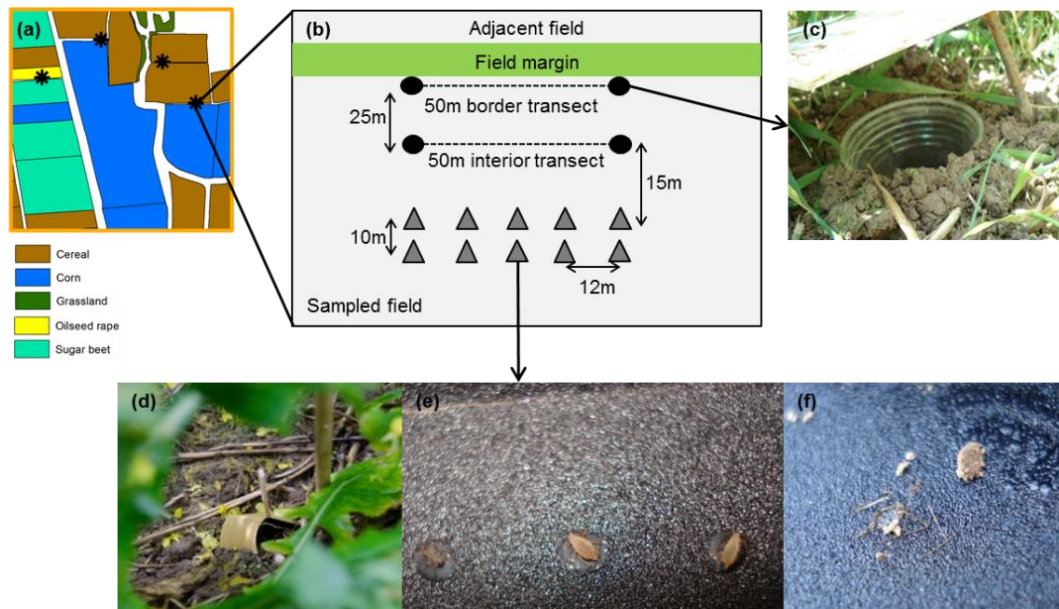 (a)
Cereal
Corn
Grassland
Oilseed rape
Sugar beet
(b)
Adjacent field
Field margin
50m border transect
25m
50m interior transect
15m
10m
12m
Sampled field
(c)
(d)
(e)
(f)